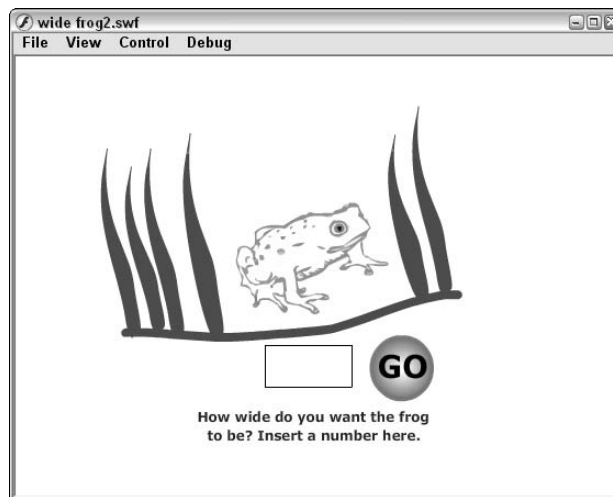 wide frog2.swf
File View Control Debug
GO
How wide do you want the frog
to be? Insert a number here.